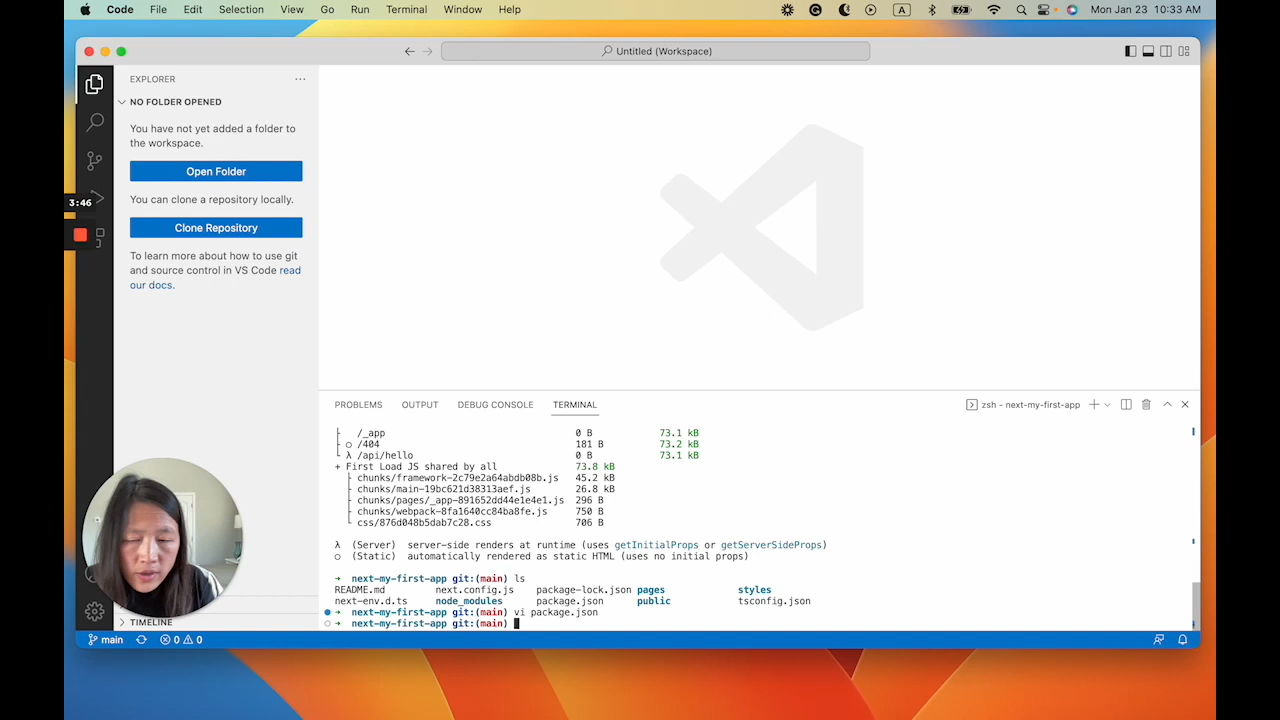 Code File Edit Selection View Go Run Terminal Window Help A Mon Jan 23 10:33 AM
Untitled (Workspace)
EXPLORER
NO FOLDER OPENED
You have not yet added a folder to
the workspace.
Open Folder
You can clone a repository locally.
3:46
Clone Repository
To learn more about how to use git
and source control in VS Code read
our docs.
TIMELINE
PROBLEMS OUTPUT DEBUG CONSOLE TERMINAL zsh - next-my-first-app
├   /_app 0 B 73.1 kB
├ ○ /404 181 B 73.2 kB
└ λ /api/hello 0 B 73.1 kB
+ First Load JS shared by all 73.8 kB
├ chunks/framework-2c79e2a64abdb08b.js 45.2 kB
├ chunks/main-19bc621d38313aef.js 26.8 kB
├ chunks/pages/_app-891652dd44e1e4e1.js 296 B
├ chunks/webpack-8fa1640cc84ba8fe.js 750 B
└ css/876d048b5dab7c28.css 706 B
λ (Server) server-side renders at runtime (uses getInitialProps or getServerSideProps)
○ (Static) automatically rendered as static HTML (uses no initial props)
➜ next-my-first-app git:(main) ls
README.md next.config.js package-lock.json pages styles
next-env.d.ts node_modules package.json public tsconfig.json
➜ next-my-first-app git:(main) vi package.json
➜ next-my-first-app git:(main)
main 0 0